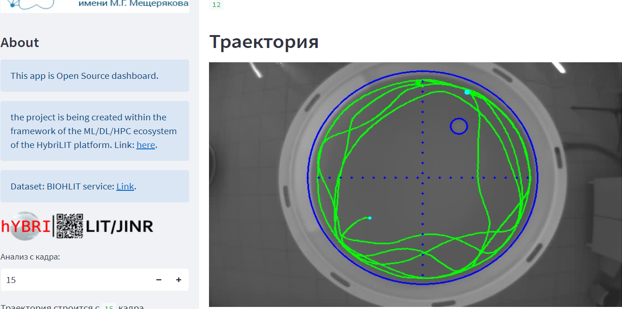 имени М.Г. Мещерякова
12
About
Траектория
This app is Open Source dashboard.
the project is being created within the
framework of the ML/DL/HPC ecosystem
of the HybriLIT platform. Link: here.
Dataset: BIOHLIT service: Link.
hYBRI LIT/JINR
Анализ с кадра:
15
Траектория строится с 15 кадра